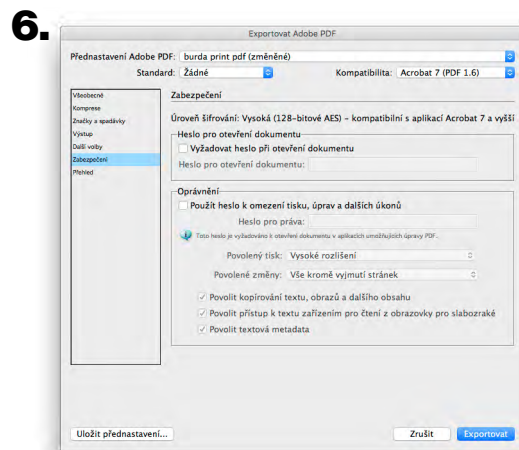 6.
Exportovat Adobe PDF
Přednastavení Adobe PDF: burda print pdf (změněné)
Standard: Žádné Kompatibilita: Acrobat 7 (PDF 1.6)
Všeobecné
Komprese
Značky a spadávky
Výstup
Další volby
Zabezpečení
Přehled
Zabezpečení
Úroveň šifrování: Vysoká (128-bitové AES) – kompatibilní s aplikací Acrobat 7 a vyšší
Heslo pro otevření dokumentu
Vyžadovat heslo při otevření dokumentu
Heslo pro otevření dokumentu:
Oprávnění
Použít heslo k omezení tisku, úprav a dalších úkonů
Heslo pro práva:
Toto heslo je vyžadováno k otevření dokumentu v aplikacích umožňujících úpravy PDF.
Povolený tisk: Vysoké rozlišení
Povolené změny: Vše kromě vyjmutí stránek
Povolit kopírování textu, obrazů a dalšího obsahu
Povolit přístup k textu zařízením pro čtení z obrazovky pro slabozraké
Povolit textová metadata
Uložit přednastavení... Zrušit Exportovat